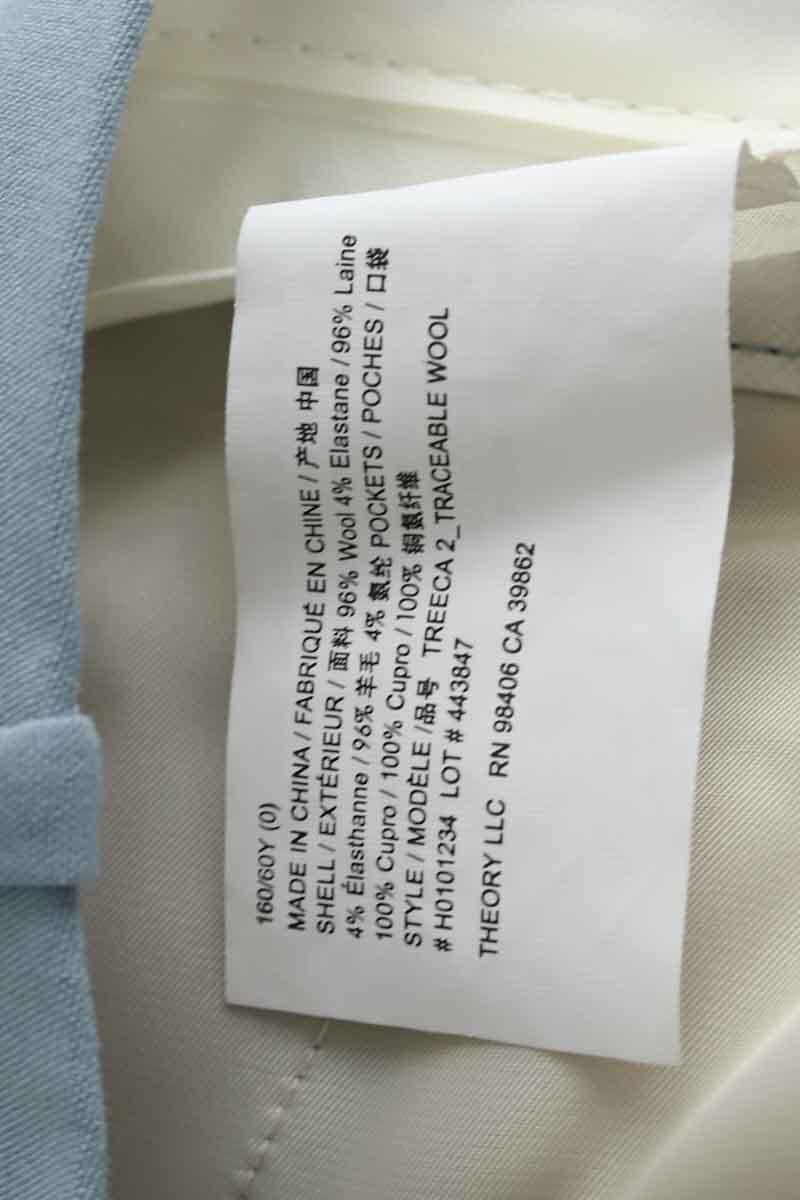 160/60Y (0)
MADE IN CHINA / FABRIQUÉ EN CHINE / 产地 中国
SHELL / EXTÉRIEUR / 面料 96% Wool 4% Elastane / 96% Laine
4% Élasthanne / 96% 羊毛 4% 氨纶 POCKETS / POCHES / 口袋
100% Cupro / 100% Cupro / 100% 铜氨纤维
STYLE / MODÈLE /品号 TREECA 2_TRACEABLE WOOL
# H0101234 LOT # 443847
THEORY LLC RN 98406 CA 39862